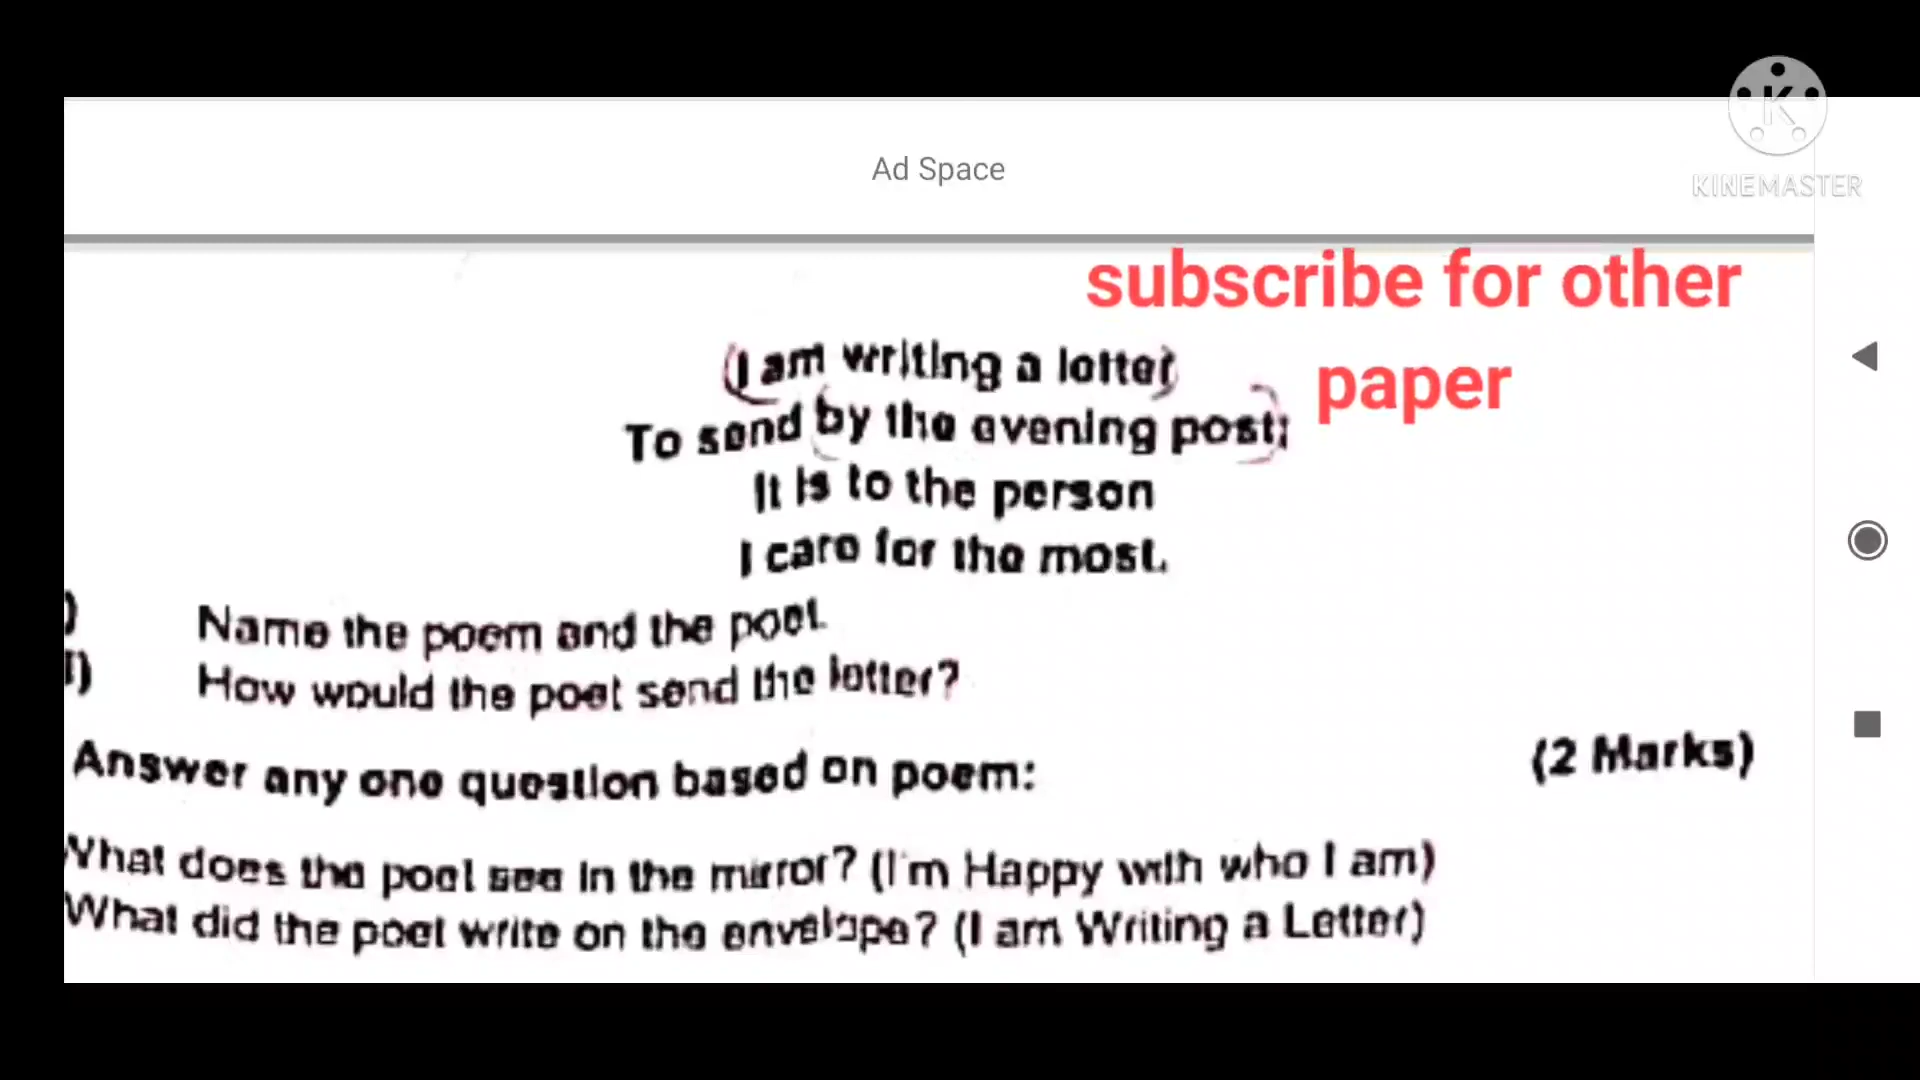 Ad Space
KINEMASTER
subscribe for other
paper
I am writing a letter
To send by the evening post;
It is to the person
I care for the most.
) Name the poem and the poet.
I) How would the poet send the letter?
Answer any one question based on poem: (2 Marks)
What does the poet see in the mirror? (I'm Happy with who I am)
What did the poet write on the envelope? (I am Writing a Letter)